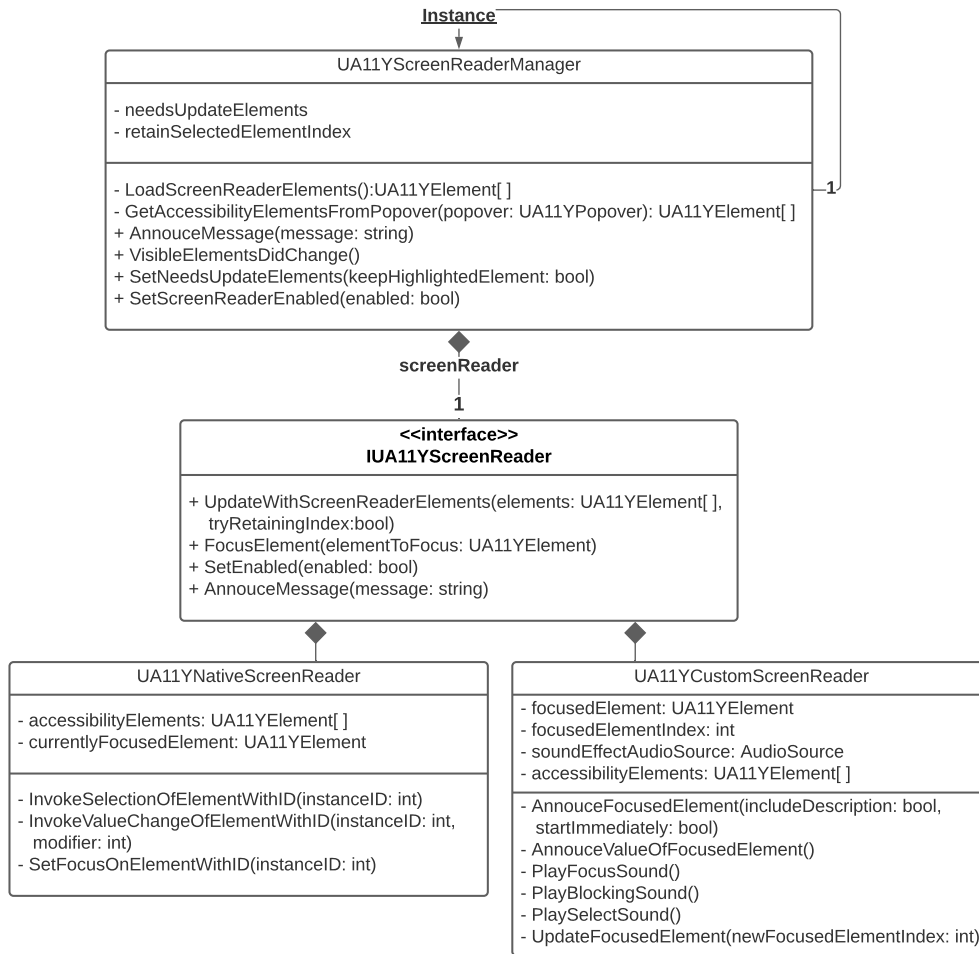 Instance
UA11YScreenReaderManager
- needsUpdateElements
- retainSelectedElementIndex
- LoadScreenReaderElements():UA11YElement[ ]
1
- GetAccessibilityElementsFromPopover(popover: UA11YPopover): UA11YElement[ ]
+ AnnouceMessage(message: string)
+ VisibleElementsDidChange()
+ SetNeedsUpdateElements(keepHighlightedElement: bool)
+ SetScreenReaderEnabled(enabled: bool)
screenReader
1
<<interface>>
IUA11YScreenReader
+ UpdateWithScreenReaderElements(elements: UA11YElement[ ],
tryRetainingIndex:bool)
+ FocusElement(elementToFocus: UA11YElement)
+ SetEnabled(enabled: bool)
+ AnnouceMessage(message: string)
UA11YNativeScreenReader
- accessibilityElements: UA11YElement[ ]
- currentlyFocusedElement: UA11YElement
- InvokeSelectionOfElementWithID(instanceID: int)
- InvokeValueChangeOfElementWithID(instanceID: int,
modifier: int)
- SetFocusOnElementWithID(instanceID: int)
UA11YCustomScreenReader
- focusedElement: UA11YElement
- focusedElementIndex: int
- soundEffectAudioSource: AudioSource
- accessibilityElements: UA11YElement[ ]
- AnnouceFocusedElement(includeDescription: bool,
startImmediately: bool)
- AnnouceValueOfFocusedElement()
- PlayFocusSound()
- PlayBlockingSound()
- PlaySelectSound()
- UpdateFocusedElement(newFocusedElementIndex: int)